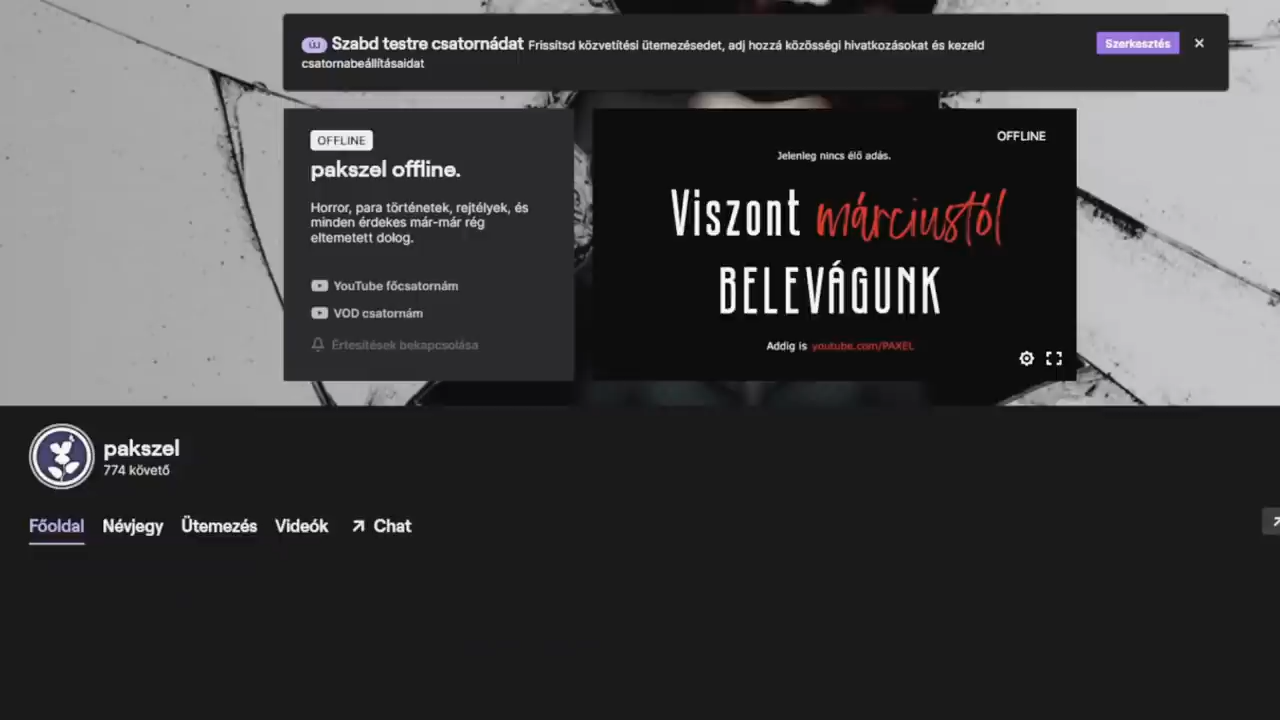 ÚJ Szabd testre csatornádat Frissítsd közvetítési ütemezésedet, adj hozzá közösségi hivatkozásokat és kezeld
csatornabeállításaidat
Szerkesztés
OFFLINE
pakszel offline.
Horror, para történetek, rejtélyek, és
minden érdekes már-már rég
eltemetett dolog.
YouTube főcsatornám
VOD csatornám
Értesítések bekapcsolása
OFFLINE
Jelenleg nincs élő adás.
Viszont márciustól
BELEVÁGUNK
Addig is youtube.com/PAXEL
pakszel
774 követő
Főoldal Névjegy Ütemezés Videók Chat